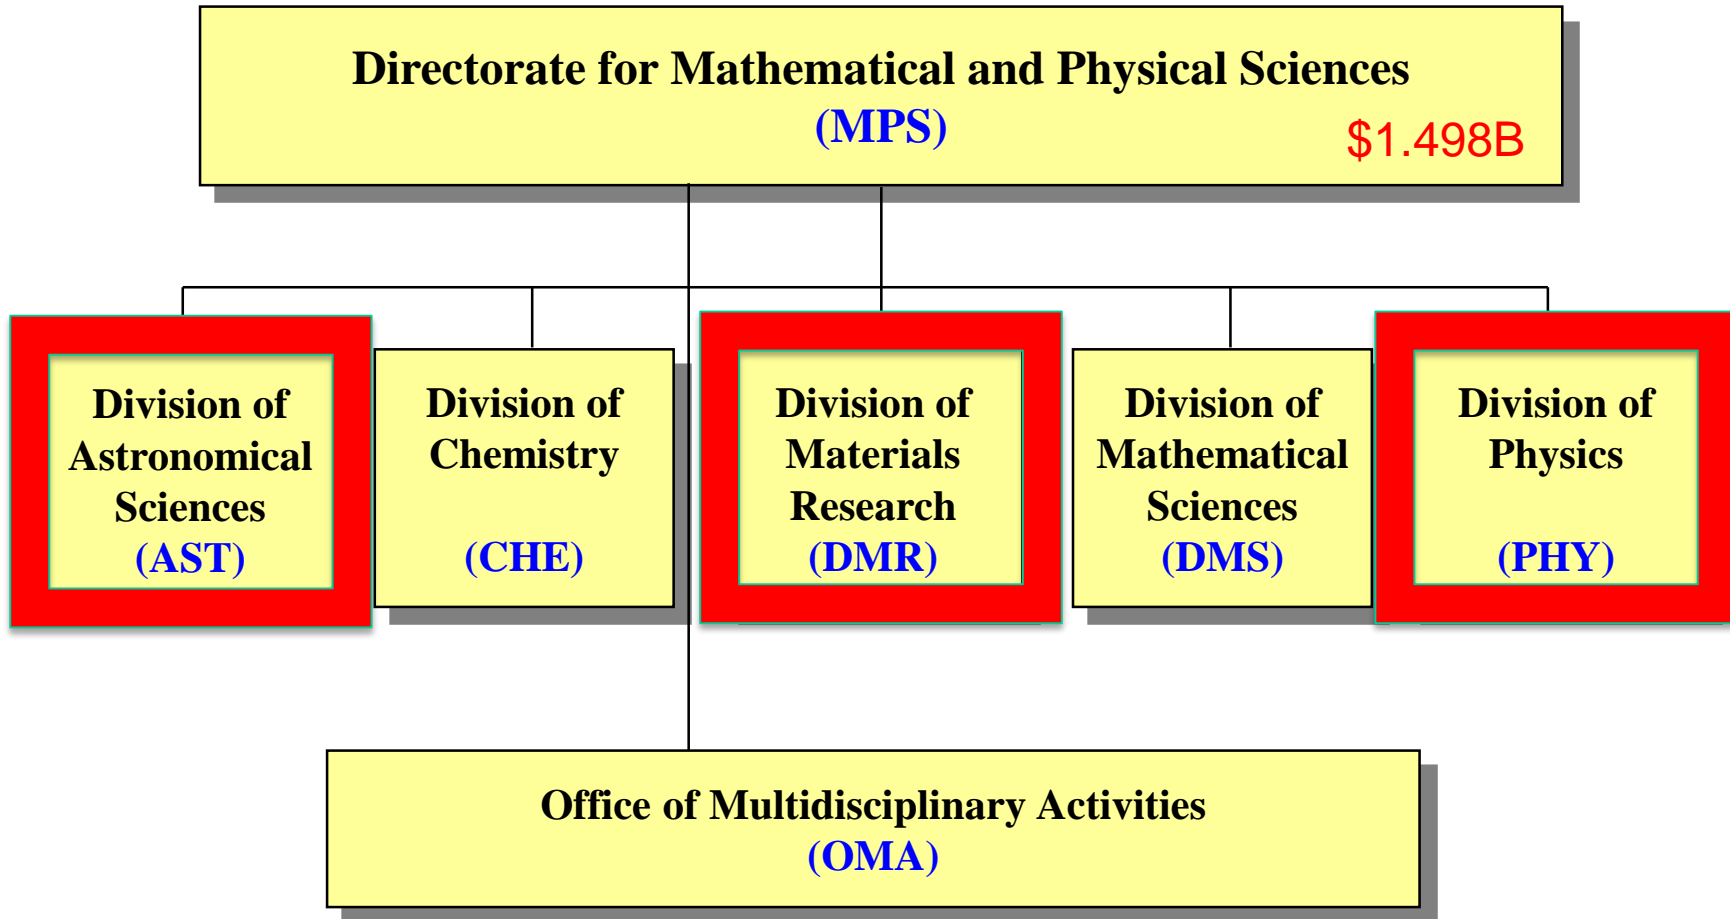 Directorate for Mathematical and Physical Sciences
(MPS)
$1.498B
Division of
Astronomical
Sciences
(AST)
Division of
Chemistry
(CHE)
Division of
Materials
Research
(DMR)
Division of
Mathematical
Sciences
(DMS)
Division of
Physics
(PHY)
Office of Multidisciplinary Activities
(OMA)